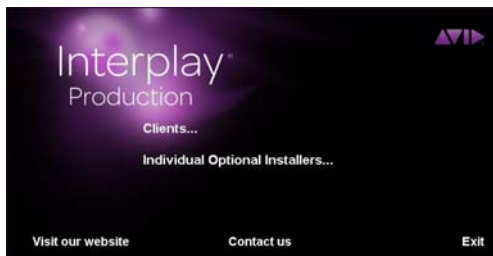 AVID
Interplay®
Production
Clients...
Individual Optional Installers...
Visit our website
Contact us
Exit